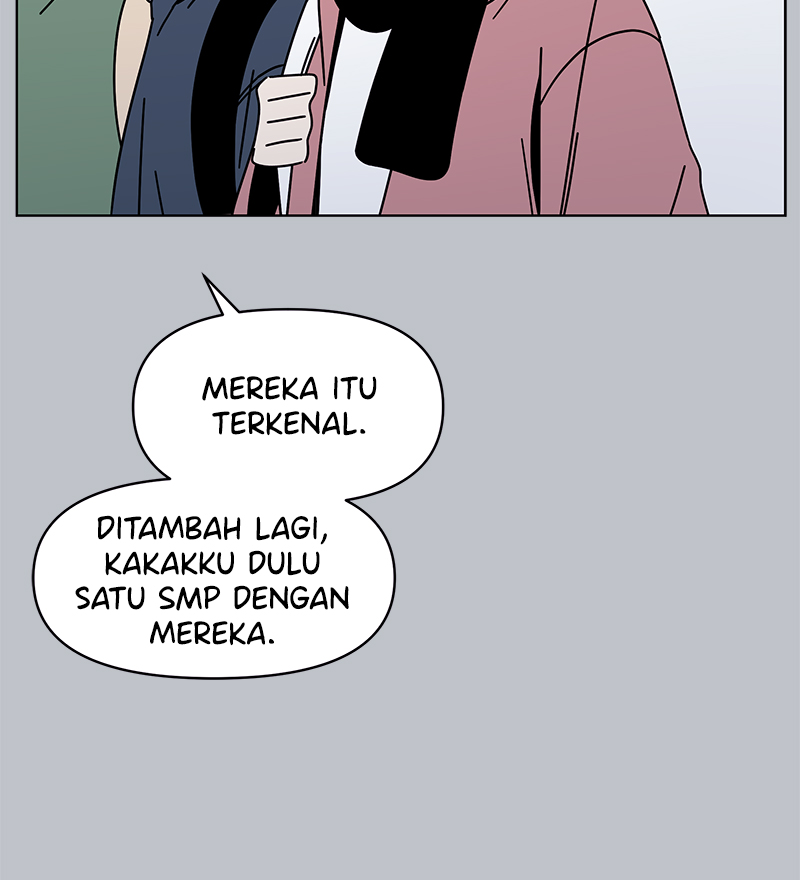 MEREKA ITU
TERKENAL.
DITAMBAH LAGI,
KAKAKKU DULU
SATU SMP DENGAN
MEREKA.